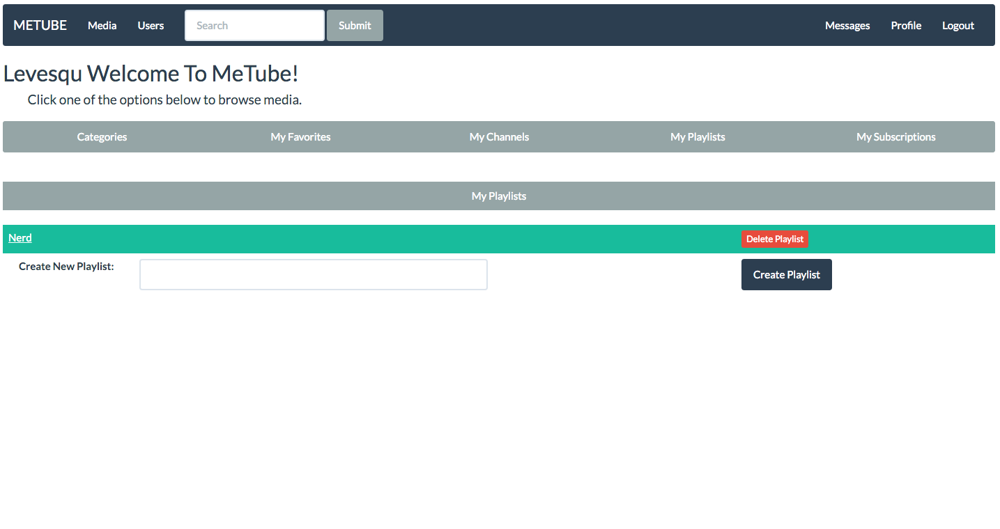 METUBE Media Users Search Submit Messages Profile Logout
Levesqu Welcome To MeTube!
Click one of the options below to browse media.
Categories My Favorites My Channels My Playlists My Subscriptions
My Playlists
Nerd Delete Playlist
Create New Playlist: Create Playlist